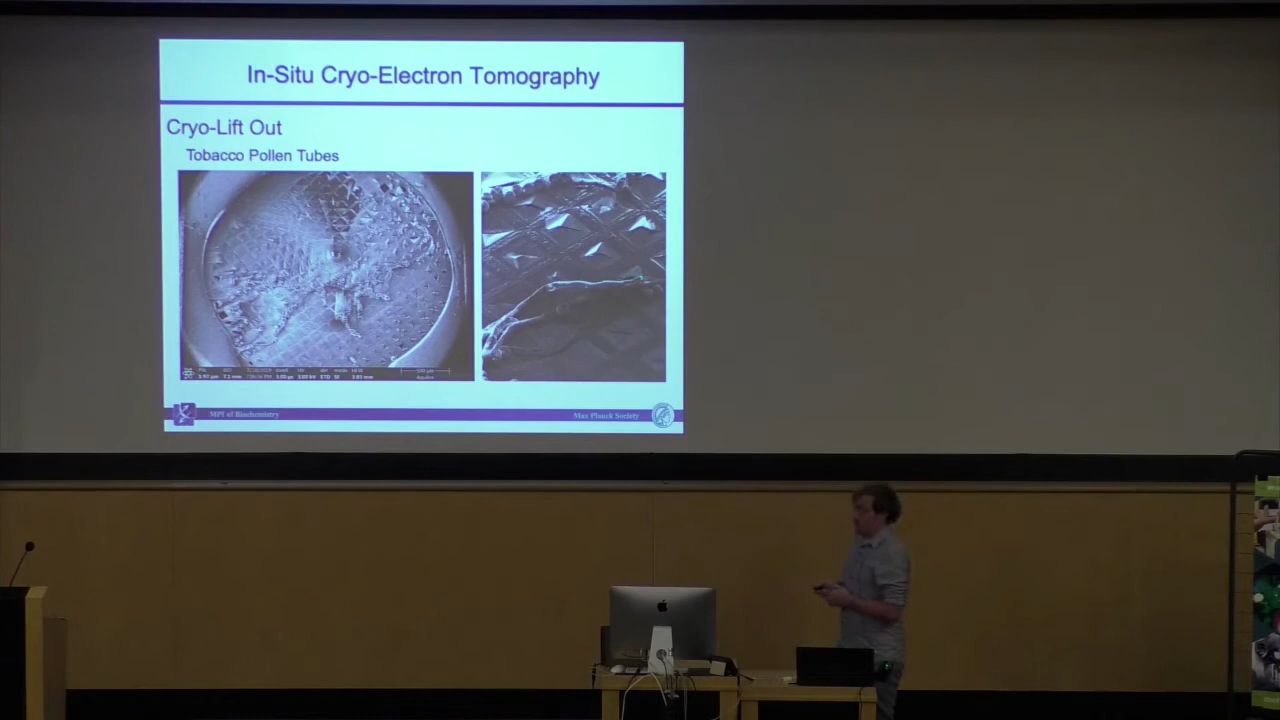 In-Situ Cryo-Electron Tomography
Cryo-Lift Out
Tobacco Pollen Tubes
MPI of Biochemistry
Max Planck Society